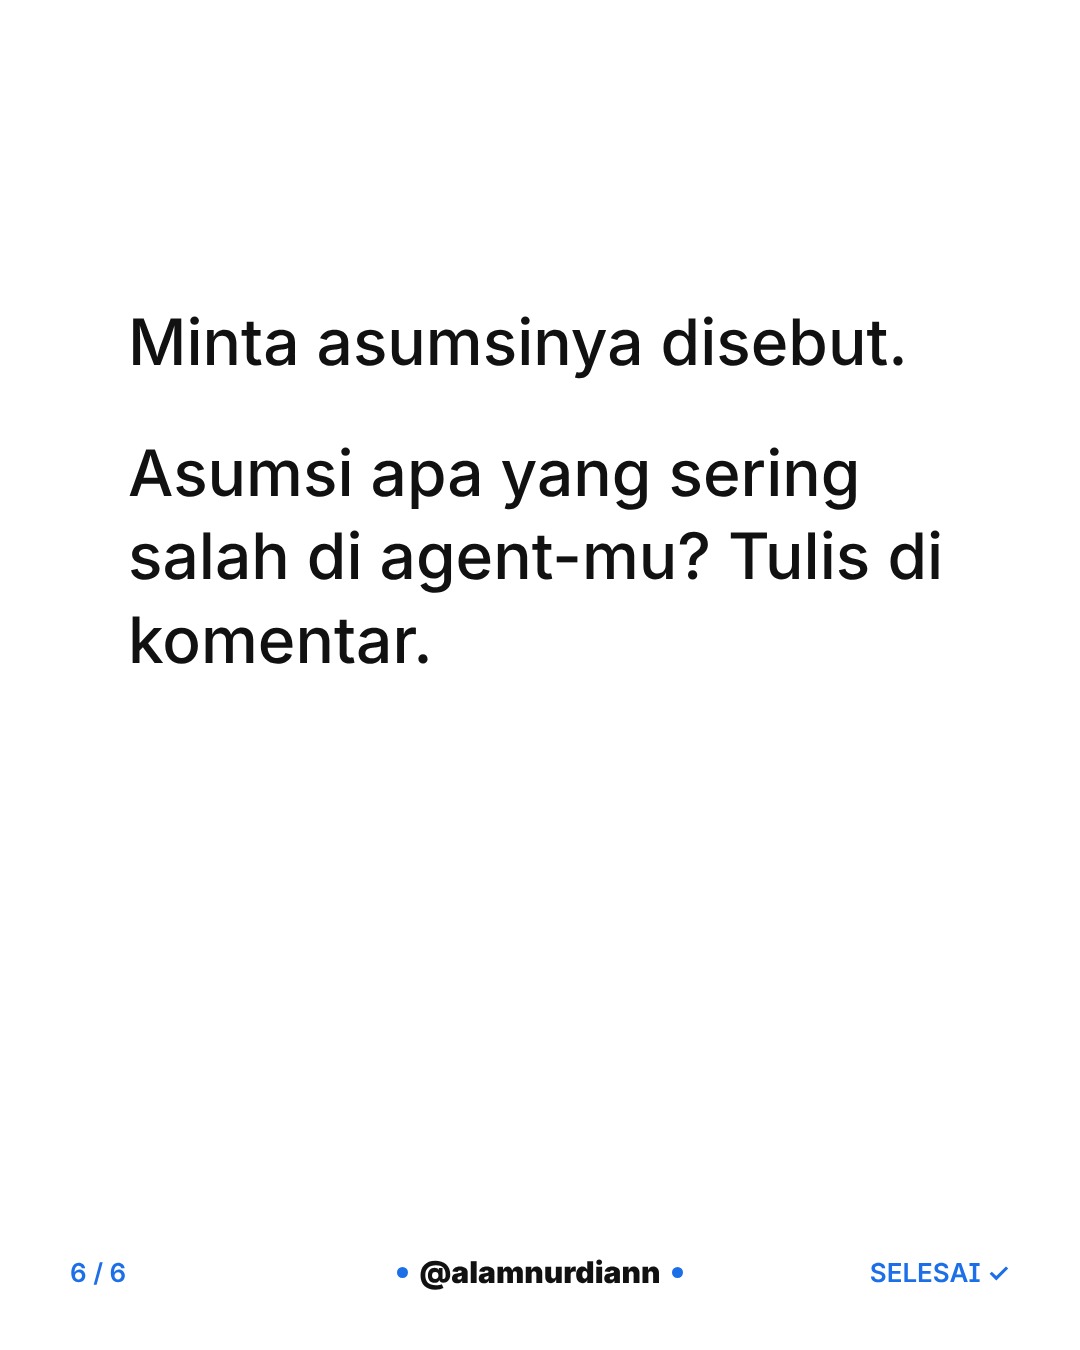 Minta asumsinya disebut.
Asumsi apa yang sering
salah di agent-mu? Tulis di
komentar.
6 / 6
• @alamnurdiann •
SELESAI ✓